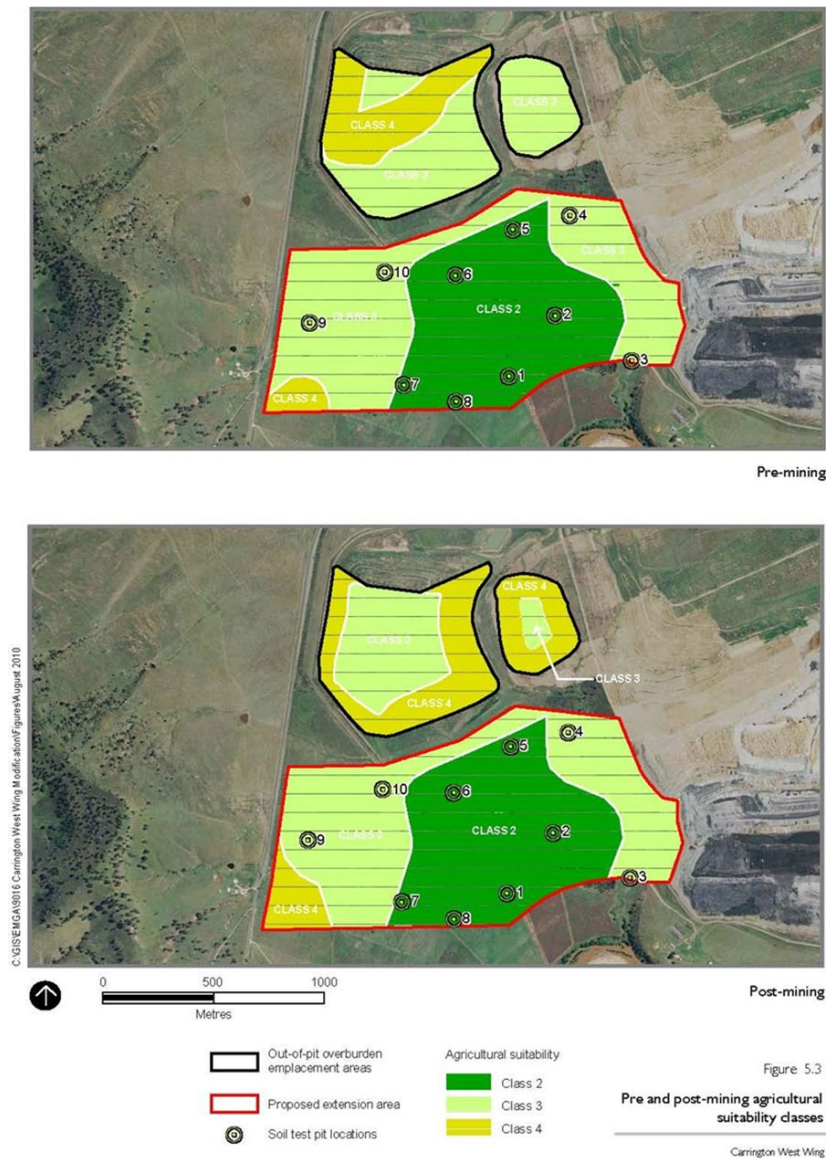 CLASS 4
CLASS 3
CLASS 3
5
4
CLASS 3
10
6
CLASS 2
2
9
CLASS 3
3
7
1
CLASS 4
8
Pre-mining
CLASS 4
CLASS 3
CLASS 4
CLASS 3
5
4
10
6
CLASS 2
2
9
CLASS 3
3
CLASS 4
7
1
8
C:\GIS\EMGA\9016 Carrington West Wing Modification\Figures\August 2010
0 500 1000
Metres
Post-mining
Out-of-pit overburden
emplacement areas
Proposed extension area
Soil test pit locations
Agricultural suitability
Class 2
Class 3
Class 4
Figure 5.3
Pre and post-mining agricultural
suitability classes
Carrington West Wing